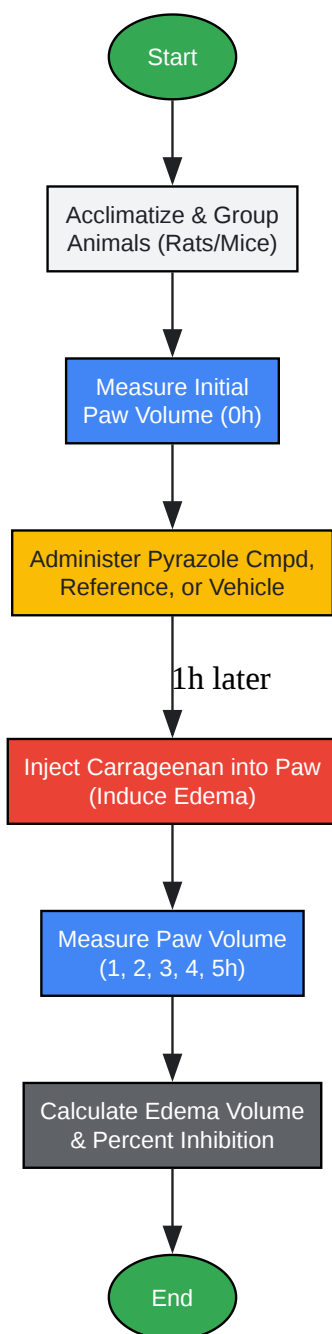 Start
Acclimatize & Group
Animals (Rats/Mice)
Measure Initial
Paw Volume (0h)
Administer Pyrazole Cmpd,
Reference, or Vehicle
1h later
Inject Carrageenan into Paw
(Induce Edema)
Measure Paw Volume
(1, 2, 3, 4, 5h)
Calculate Edema Volume
& Percent Inhibition
End